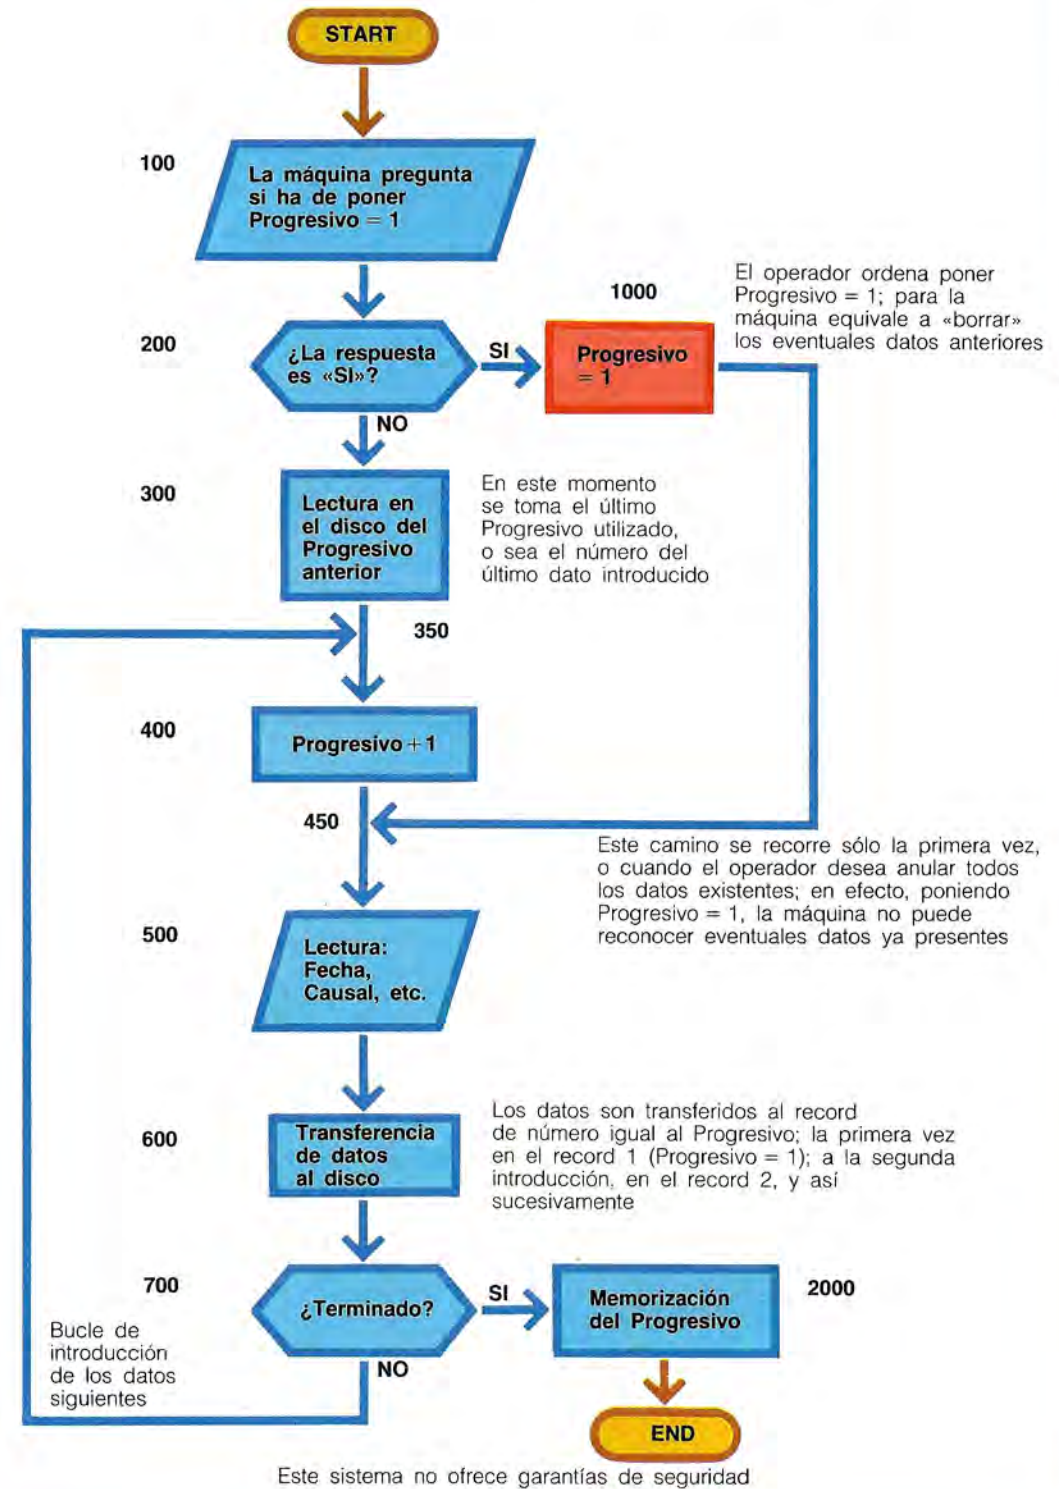 START
100
La máquina pregunta
si ha de poner
Progresivo = 1
200
¿La respuesta
es «SI»?
SI
1000
Progresivo
= 1
El operador ordena poner
Progresivo = 1; para la
máquina equivale a «borrar»
los eventuales datos anteriores
NO
300
Lectura en
el disco del
Progresivo
anterior
En este momento
se toma el último
Progresivo utilizado,
o sea el número del
último dato introducido
350
400
Progresivo + 1
450
Este camino se recorre sólo la primera vez,
o cuando el operador desea anular todos
los datos existentes; en efecto, poniendo
Progresivo = 1, la máquina no puede
reconocer eventuales datos ya presentes
500
Lectura:
Fecha,
Causal, etc.
600
Transferencia
de datos
al disco
Los datos son transferidos al record
de número igual al Progresivo; la primera vez
en el record 1 (Progresivo = 1); a la segunda
introducción, en el record 2, y así
sucesivamente
700
¿Terminado?
SI
Memorización
del Progresivo
2000
NO
Bucle de
introducción
de los datos
siguientes
END
Este sistema no ofrece garantías de seguridad